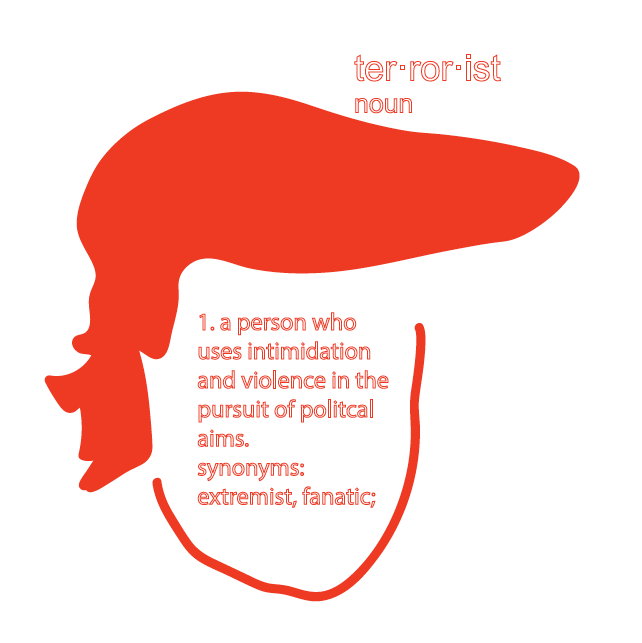 ter·ror·ist
noun
1. a person who
uses intimidation
and violence in the
pursuit of politcal
aims.
synonyms:
extremist, fanatic;